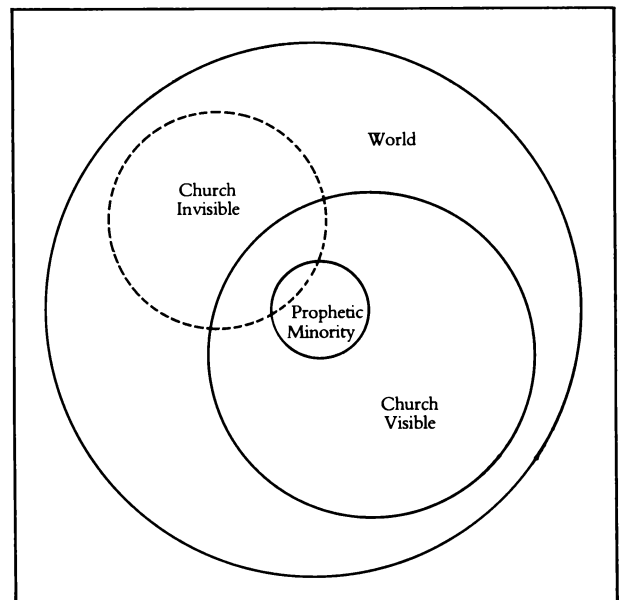 World
Church
Invisible
Prophetic
Minority
Church
Visible